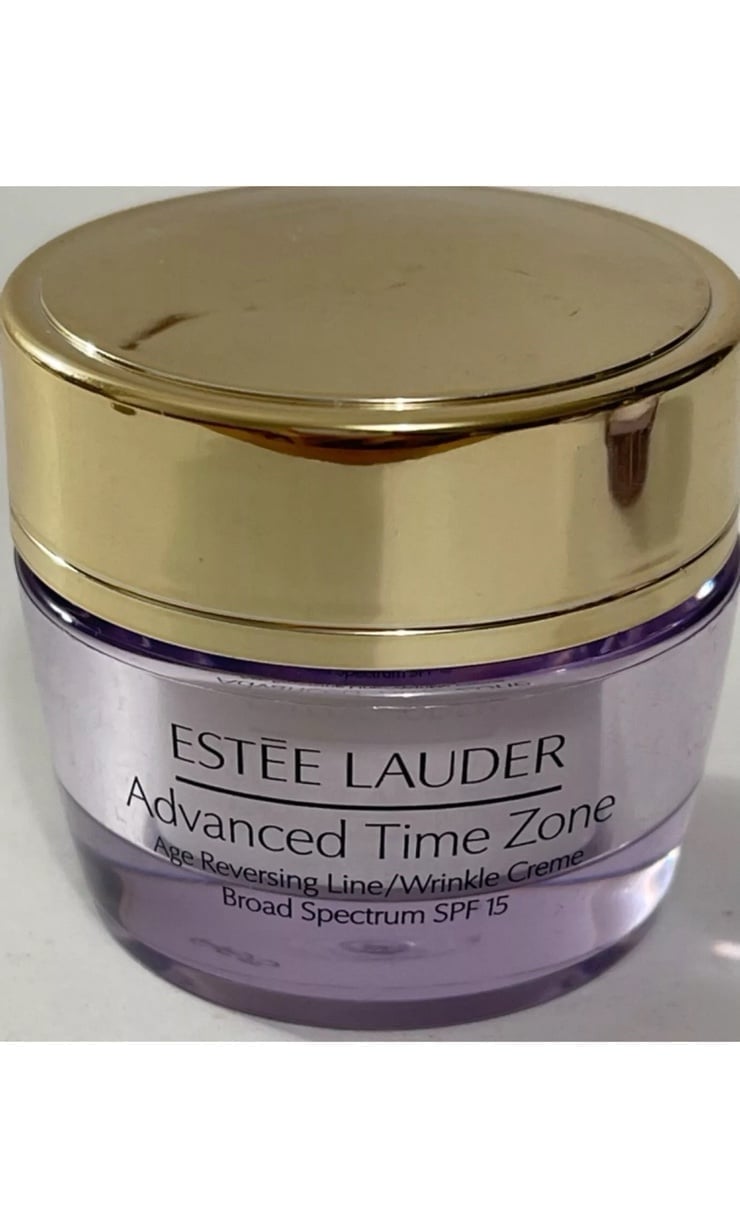 ESTĒE LAUDER
Advanced Time Zone
Age Reversing Line/Wrinkle Creme
Broad Spectrum SPF 15